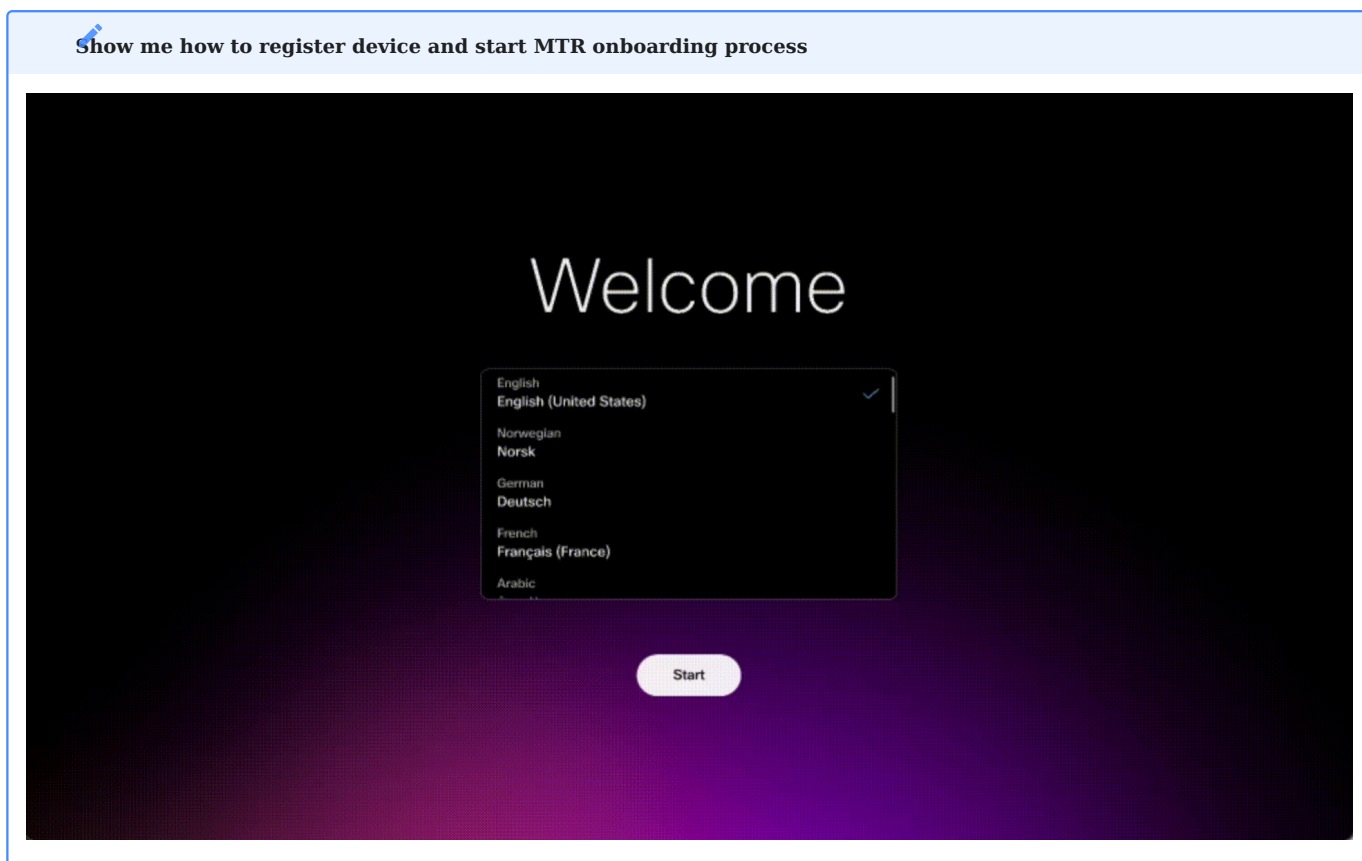 Show me how to register device and start MTR onboarding process
Welcome
English
English (United States)
Norwegian
Norsk
German
Deutsch
French
Français (France)
Arabic
Start